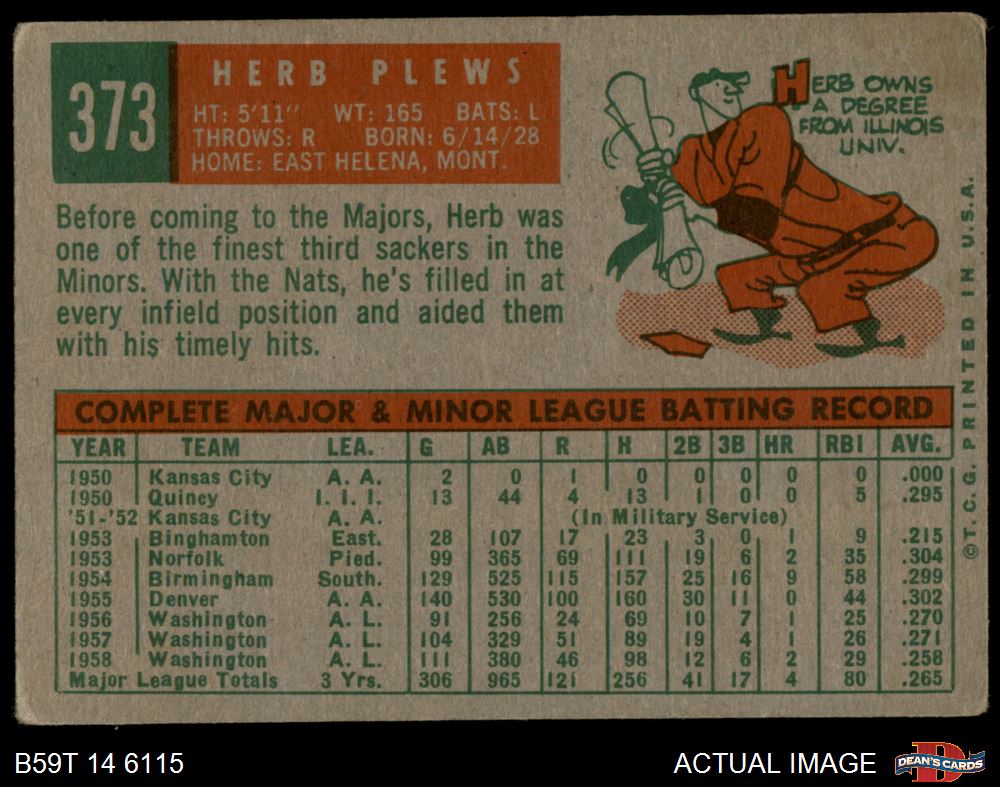 373
HERB PLEWS
HT: 5'11" WT: 165 BATS: L
THROWS: R BORN: 6/14/28
HOME: EAST HELENA, MONT.
HERB OWNS
A DEGREE
FROM ILLINOIS
UNIV.
Before coming to the Majors, Herb was
one of the finest third sackers in the
Minors. With the Nats, he's filled in at
every infield position and aided them
with his timely hits.
COMPLETE MAJOR & MINOR LEAGUE BATTING RECORD
YEAR TEAM LEA. G AB R H 2B 3B HR RBI AVG.
1950 Kansas City A. A. 2 0 1 0 0 0 0 0 .000
1950 Quincy I. I. I. 13 44 4 13 1 0 0 5 .295
'51-'52 Kansas City A. A. (In Military Service)
1953 Binghamton East. 28 107 17 23 3 0 1 9 .215
1953 Norfolk Pied. 99 365 69 111 19 6 2 35 .304
1954 Birmingham South. 129 525 115 157 25 16 9 58 .299
1955 Denver A. A. 140 530 100 160 30 11 0 44 .302
1956 Washington A. L. 91 256 24 69 10 7 1 25 .270
1957 Washington A. L. 104 329 51 89 19 4 1 26 .271
1958 Washington A. L. 111 380 46 98 12 6 2 29 .258
Major League Totals 3 Yrs. 306 965 121 256 41 17 4 80 .265
©T. C. G. PRINTED IN U.S.A.
B59T 14 6115
ACTUAL IMAGE
DEAN'S CARDS